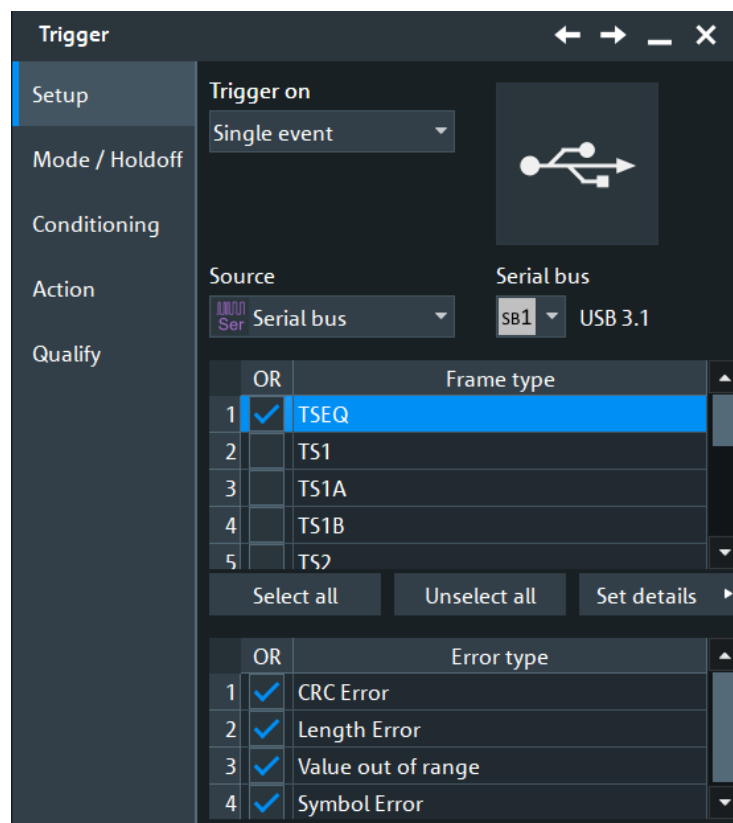 Trigger
Setup
Mode / Holdoff
Conditioning
Action
Qualify
Trigger on
Single event
Source
Serial bus
Ser Serial bus
SB1 USB 3.1
OR Frame type
1 TSEQ
2 TS1
3 TS1A
4 TS1B
5 TS2
Select all Unselect all Set details
OR Error type
1 CRC Error
2 Length Error
3 Value out of range
4 Symbol Error